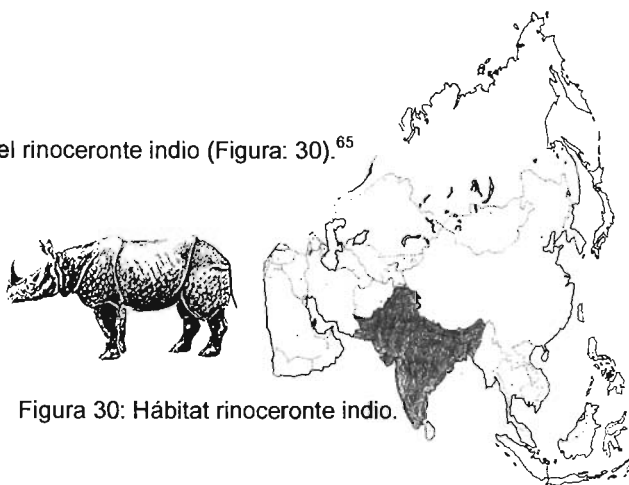 el rinoceronte indio (Figura: 30).65
Figura 30: Hábitat rinoceronte indio.